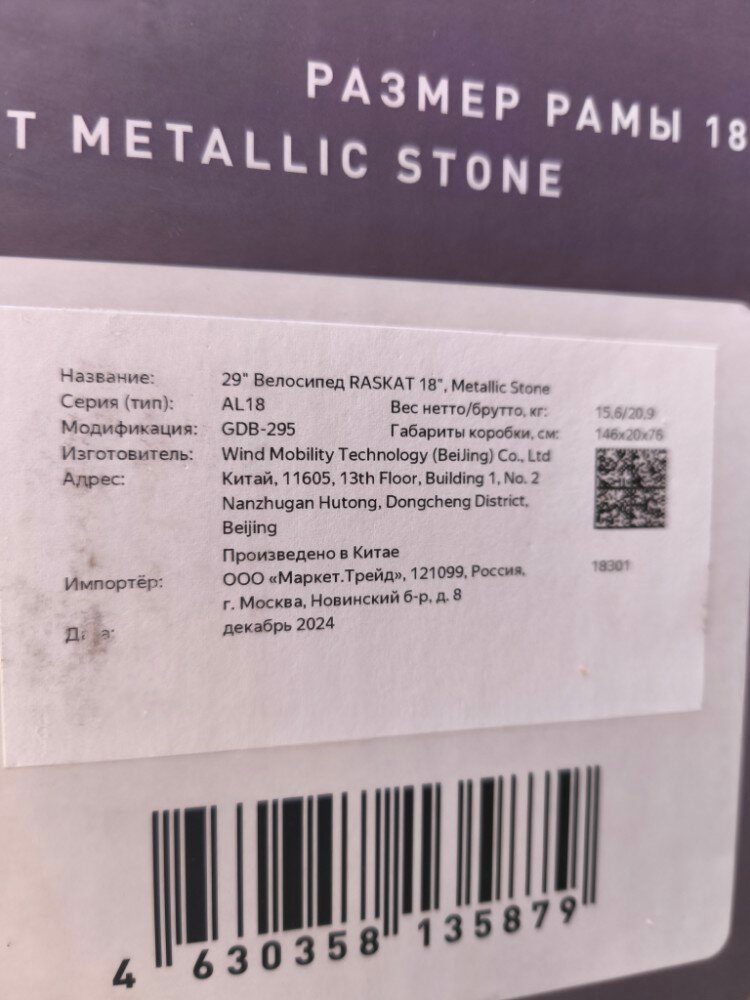 РАЗМЕР РАМЫ 18
T METALLIC STONE
Название: 29" Велосипед RASKAT 18", Metallic Stone
Серия (тип): AL18 Вес нетто/брутто, кг: 15,6/20,9
Модификация: GDB-295 Габариты коробки, см: 146x20x76
Изготовитель: Wind Mobility Technology (BeiJing) Co., Ltd
Адрес: Китай, 11605, 13th Floor, Building 1, No. 2
Nanzhugan Hutong, Dongcheng District,
Beijing
Произведено в Китае
Импортёр: ООО «Маркет.Трейд», 121099, Россия, 18301
г. Москва, Новинский б-р, д. 8
Дата: декабрь 2024
4 630358 135879